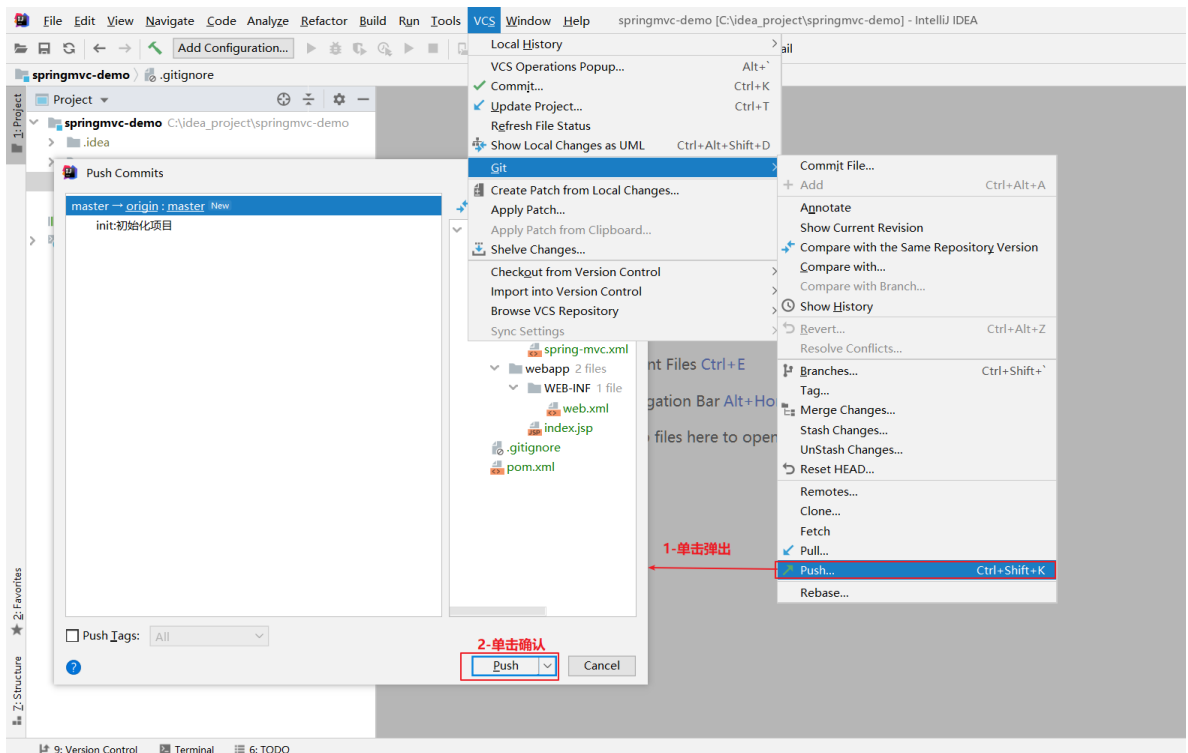 File Edit View Navigate Code Analyze Refactor Build Run Tools VCS Window Help springmvc-demo [C:\idea_project\springmvc-demo] - IntelliJ IDEA
Add Configuration...
springmvc-demo .gitignore
1: Project
Project
springmvc-demo C:\idea_project\springmvc-demo
.idea
Local History
VCS Operations Popup... Alt+`
Commit... Ctrl+K
Update Project... Ctrl+T
Refresh File Status
Show Local Changes as UML Ctrl+Alt+Shift+D
Git
Create Patch from Local Changes...
Apply Patch...
Apply Patch from Clipboard...
Shelve Changes...
Checkout from Version Control
Import into Version Control
Browse VCS Repository
Sync Settings
Commit File...
Add Ctrl+Alt+A
Annotate
Show Current Revision
Compare with the Same Repository Version
Compare with...
Compare with Branch...
Show History
Revert... Ctrl+Alt+Z
Resolve Conflicts...
Branches... Ctrl+Shift+`
Tag...
Merge Changes...
Stash Changes...
UnStash Changes...
Reset HEAD...
Remotes...
Clone...
Fetch
Pull...
Push... Ctrl+Shift+K
Rebase...
Push Commits
master → origin : master New
init:初始化项目
spring-mvc.xml
webapp 2 files
WEB-INF 1 file
web.xml
index.jsp
.gitignore
pom.xml
nt Files Ctrl+E
gation Bar Alt+Ho
files here to open
1-单击弹出
Push Tags: All
2-单击确认
Push Cancel
2: Favorites
Z: Structure
9: Version Control Terminal 6: TODO